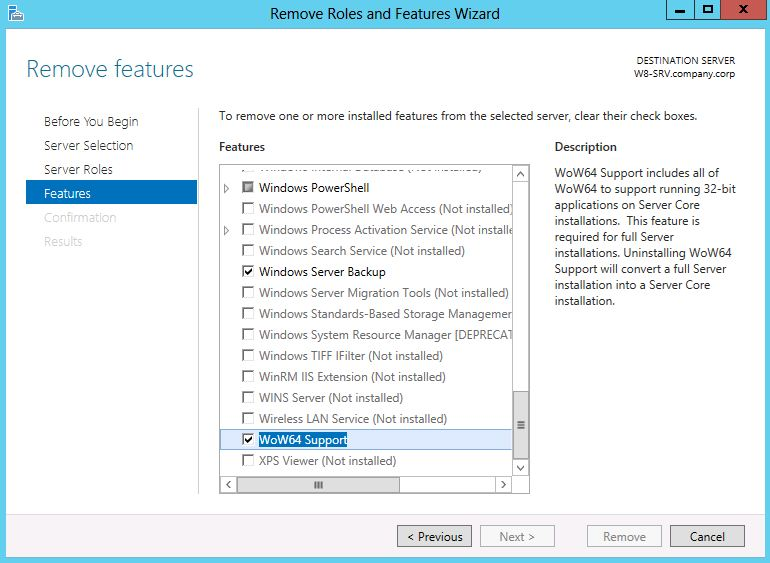 Remove Roles and Features Wizard
X
Remove features
DESTINATION SERVER
W8-SRV.company.corp
Before You Begin
Server Selection
Server Roles
Features
Confirmation
Results
To remove one or more installed features from the selected server, clear their check boxes.
Features
Windows Internal Database (Not installed)
Windows PowerShell
Windows PowerShell Web Access (Not installed)
Windows Process Activation Service (Not installe
Windows Search Service (Not installed)
Windows Server Backup
Windows Server Migration Tools (Not installed)
Windows Standards-Based Storage Managemen
Windows System Resource Manager [DEPRECAT
Windows TIFF IFilter (Not installed)
WinRM IIS Extension (Not installed)
WINS Server (Not installed)
Wireless LAN Service (Not installed)
WoW64 Support
XPS Viewer (Not installed)
Description
WoW64 Support includes all of
WoW64 to support running 32-bit
applications on Server Core
installations. This feature is
required for full Server
installations. Uninstalling WoW64
Support will convert a full Server
installation into a Server Core
installation.
< Previous
Next >
Remove
Cancel